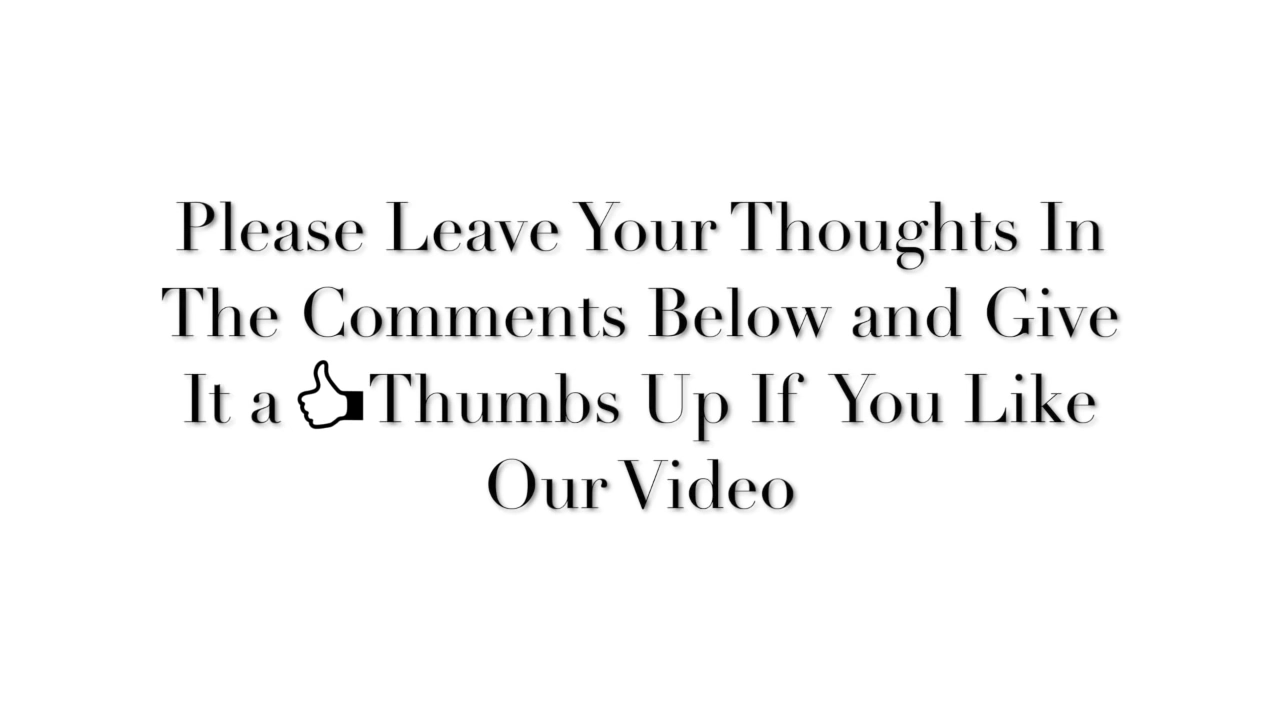 Please Leave Your Thoughts In
The Comments Below and Give
It a 👍Thumbs Up If You Like
Our Video